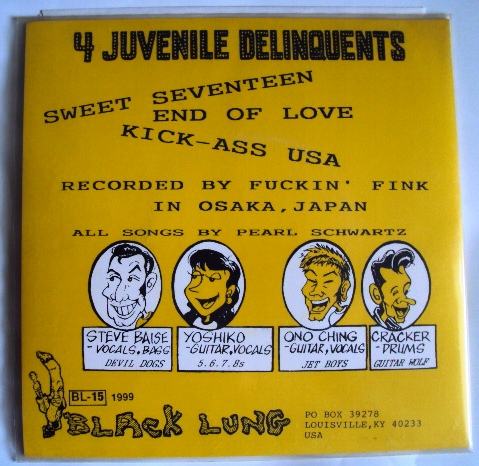 4 JUVENILE DELINQUENTS
SWEET SEVENTEEN
END OF LOVE
KICK-ASS USA
RECORDED BY FUCKIN' FINK
IN OSAKA, JAPAN
ALL SONGS BY PEARL SCHWARTZ
STEVE BAISE
-VOCALS, BASS
DEVIL DOGS
YOSHIKO
-GUITAR, VOCALS
5.6.7.8s
ONO CHING
-GUITAR, VOCALS
JET BOYS
CRACKER
-DRUMS
GUITAR WOLF
BL-15 1999
BLACK LUNG
PO BOX 39278
LOUISVILLE, KY 40233
USA